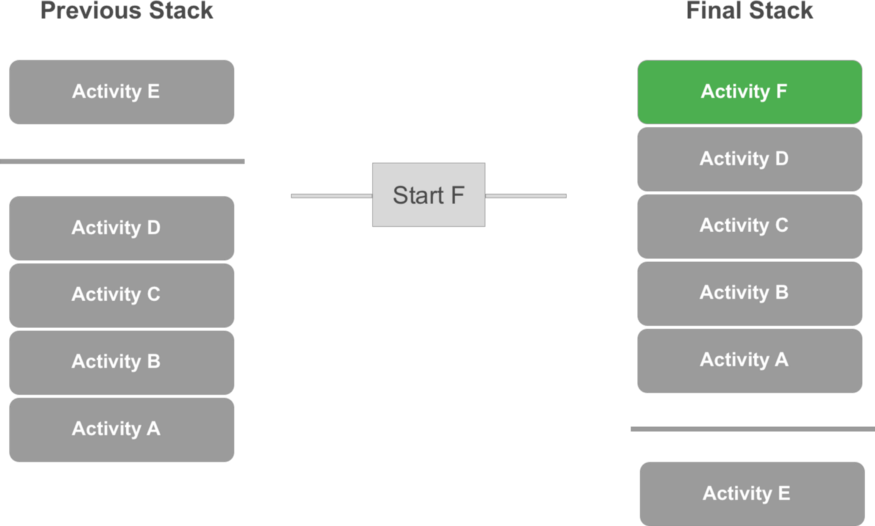 Previous Stack
Activity E
Activity D
Activity C
Activity B
Activity A
Start F
Final Stack
Activity F
Activity D
Activity C
Activity B
Activity A
Activity E